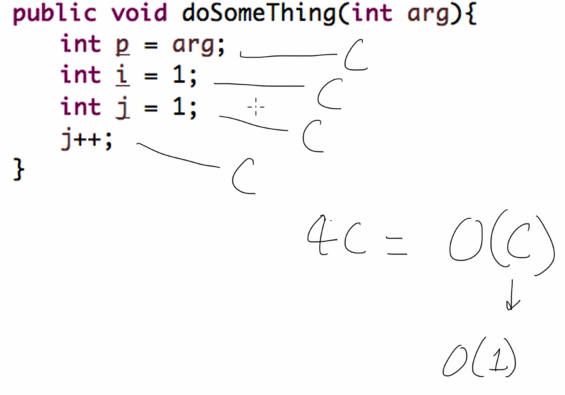 public void doSomeThing(int arg){
int p = arg; C
int i = 1; C
int j = 1; C
j++; C
}
4C = O(C)
↓
O(1)